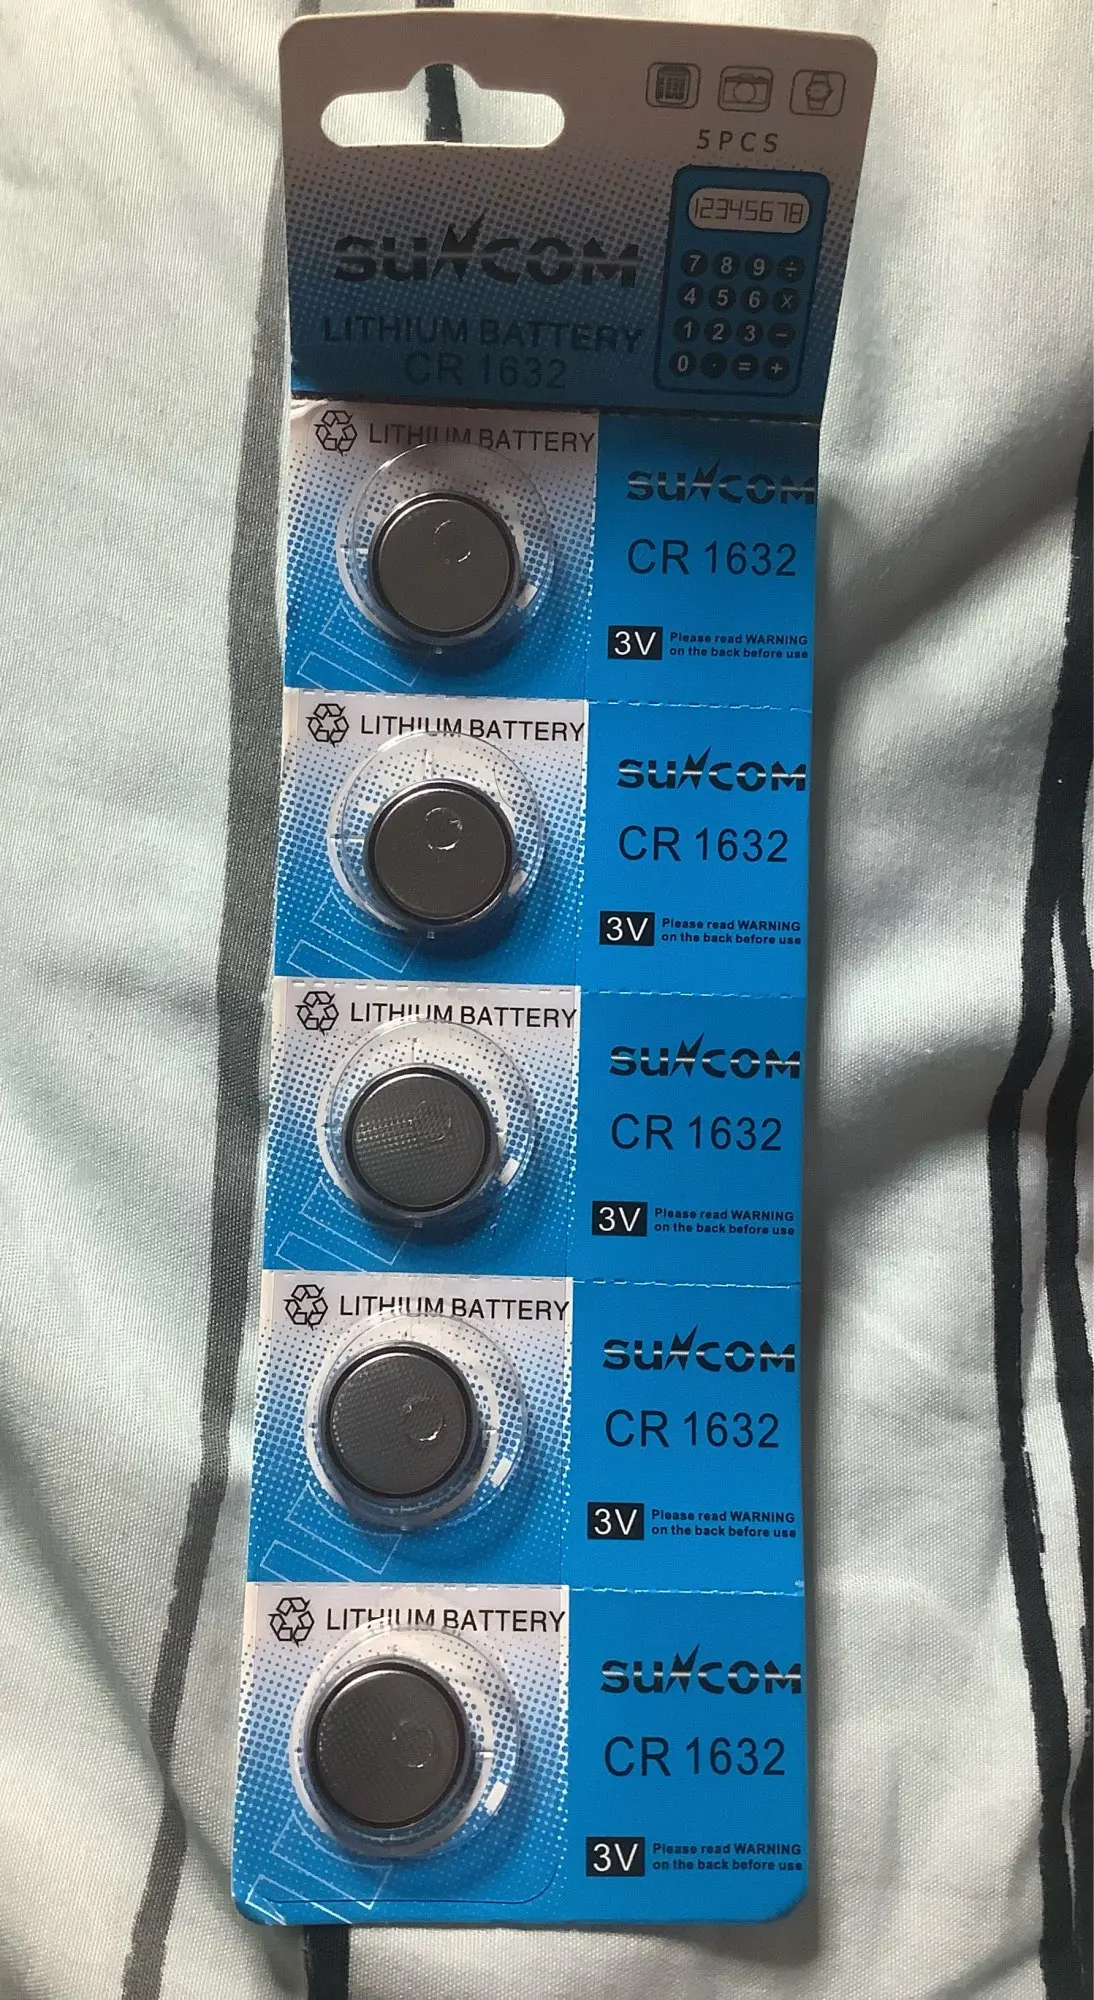 5PCS
12345678
7 8 9 ÷
4 5 6 x
1 2 3 -
0 . = +
SUNCOM
LITHIUM BATTERY
CR 1632
LITHIUM BATTERY
SUNCOM
CR 1632
3V Please read WARNING
on the back before use
LITHIUM BATTERY
SUNCOM
CR 1632
3V Please read WARNING
on the back before use
LITHIUM BATTERY
SUNCOM
CR 1632
3V Please read WARNING
on the back before use
LITHIUM BATTERY
SUNCOM
CR 1632
3V Please read WARNING
on the back before use
LITHIUM BATTERY
SUNCOM
CR 1632
3V Please read WARNING
on the back before use